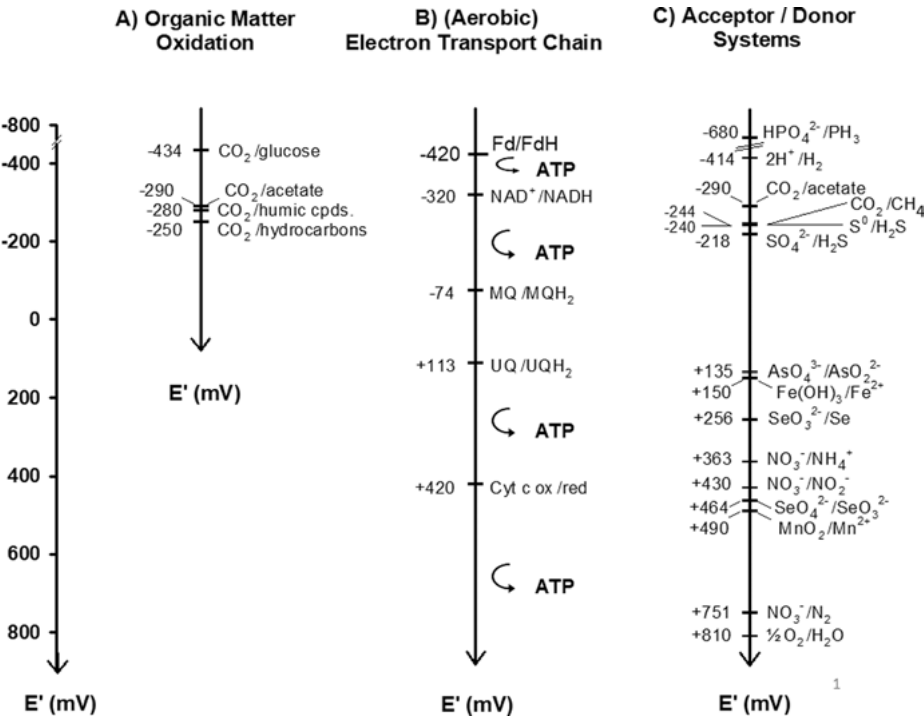 A) Organic Matter
Oxidation
B) (Aerobic)
Electron Transport Chain
C) Acceptor / Donor
Systems
-800
-400
-200
0
200
400
600
800
E' (mV)
-434 CO₂/glucose
-290 CO₂/acetate
-280 CO₂/humic cpds.
-250 CO₂/hydrocarbons
E' (mV)
-420 Fd/FdH
ATP
-320 NAD⁺/NADH
ATP
-74 MQ/MQH₂
+113 UQ/UQH₂
ATP
+420 Cyt c ox/red
ATP
E' (mV)
-680 HPO₄²⁻/PH₃
-414 2H⁺/H₂
-290 CO₂/acetate
-244 CO₂/CH₄
-240 S⁰/H₂S
-218 SO₄²⁻/H₂S
+135 AsO₄³⁻/AsO₂²⁻
+150 Fe(OH)₃/Fe²⁺
+256 SeO₃²⁻/Se
+363 NO₃⁻/NH₄⁺
+430 NO₃⁻/NO₂⁻
+464 SeO₄²⁻/SeO₃²⁻
+490 MnO₂/Mn²⁺
+751 NO₃⁻/N₂
+810 ½O₂/H₂O
E' (mV)
1